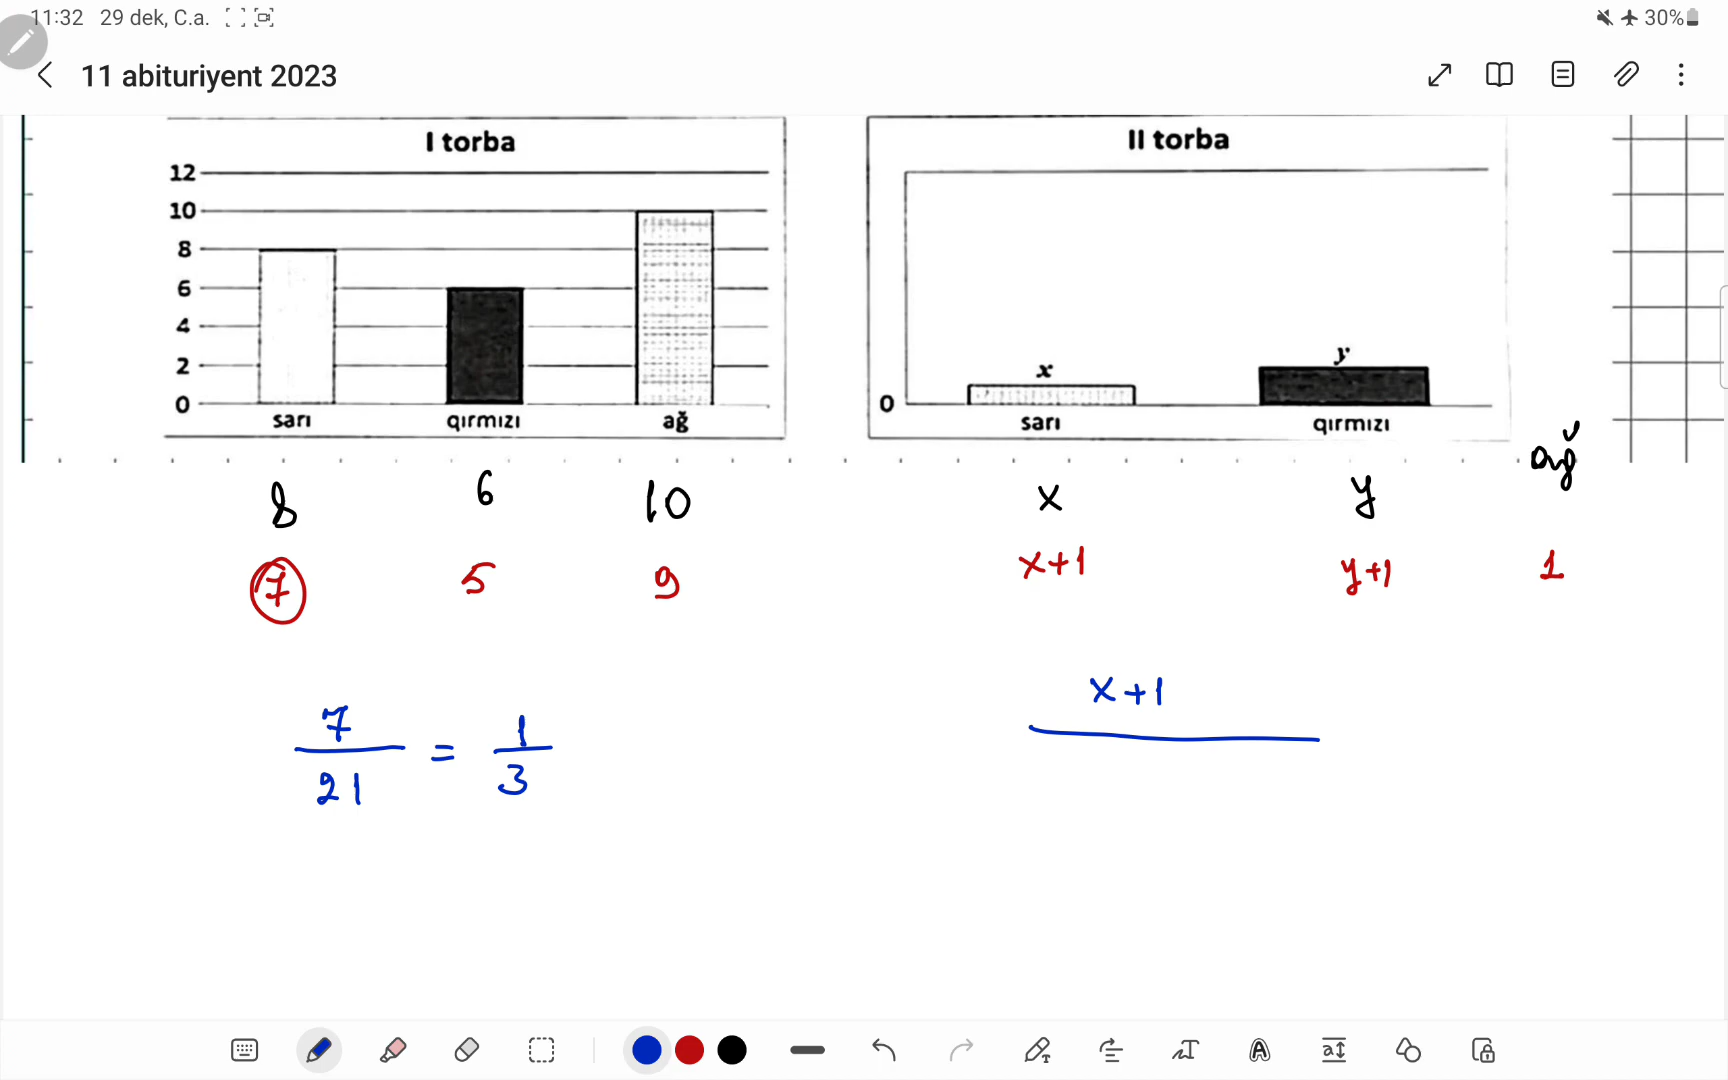 11:32 29 dek, C.a. 30%
11 abituriyent 2023
I torba
12
10
8
6
4
2
0
sarı qırmızı ağ
II torba
x
y
0
sarı qırmızı
ağ
8 6 10 x y
7 5 9 x+1 y+1 1
7/21 = 1/3
x+1